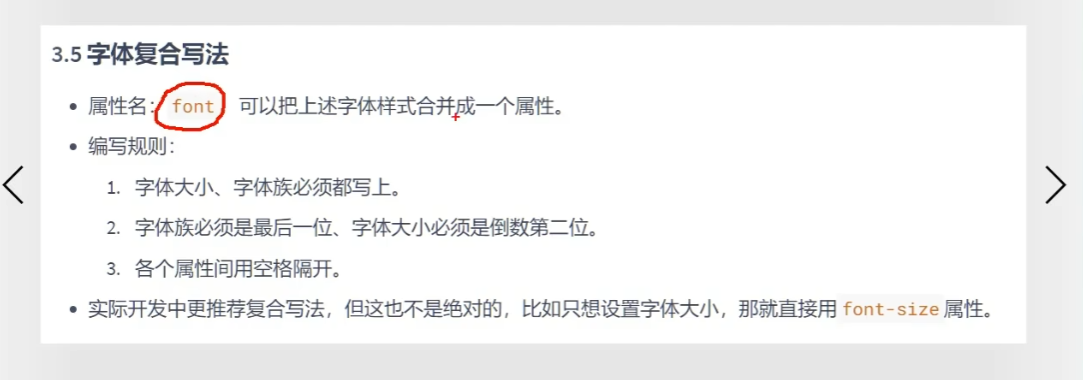 3.5 字体复合写法
• 属性名：font 可以把上述字体样式合并成一个属性。
• 编写规则：
1. 字体大小、字体族必须都写上。
2. 字体族必须是最后一位、字体大小必须是倒数第二位。
3. 各个属性间用空格隔开。
• 实际开发中更推荐复合写法，但这也不是绝对的，比如只想设置字体大小，那就直接用 font-size 属性。